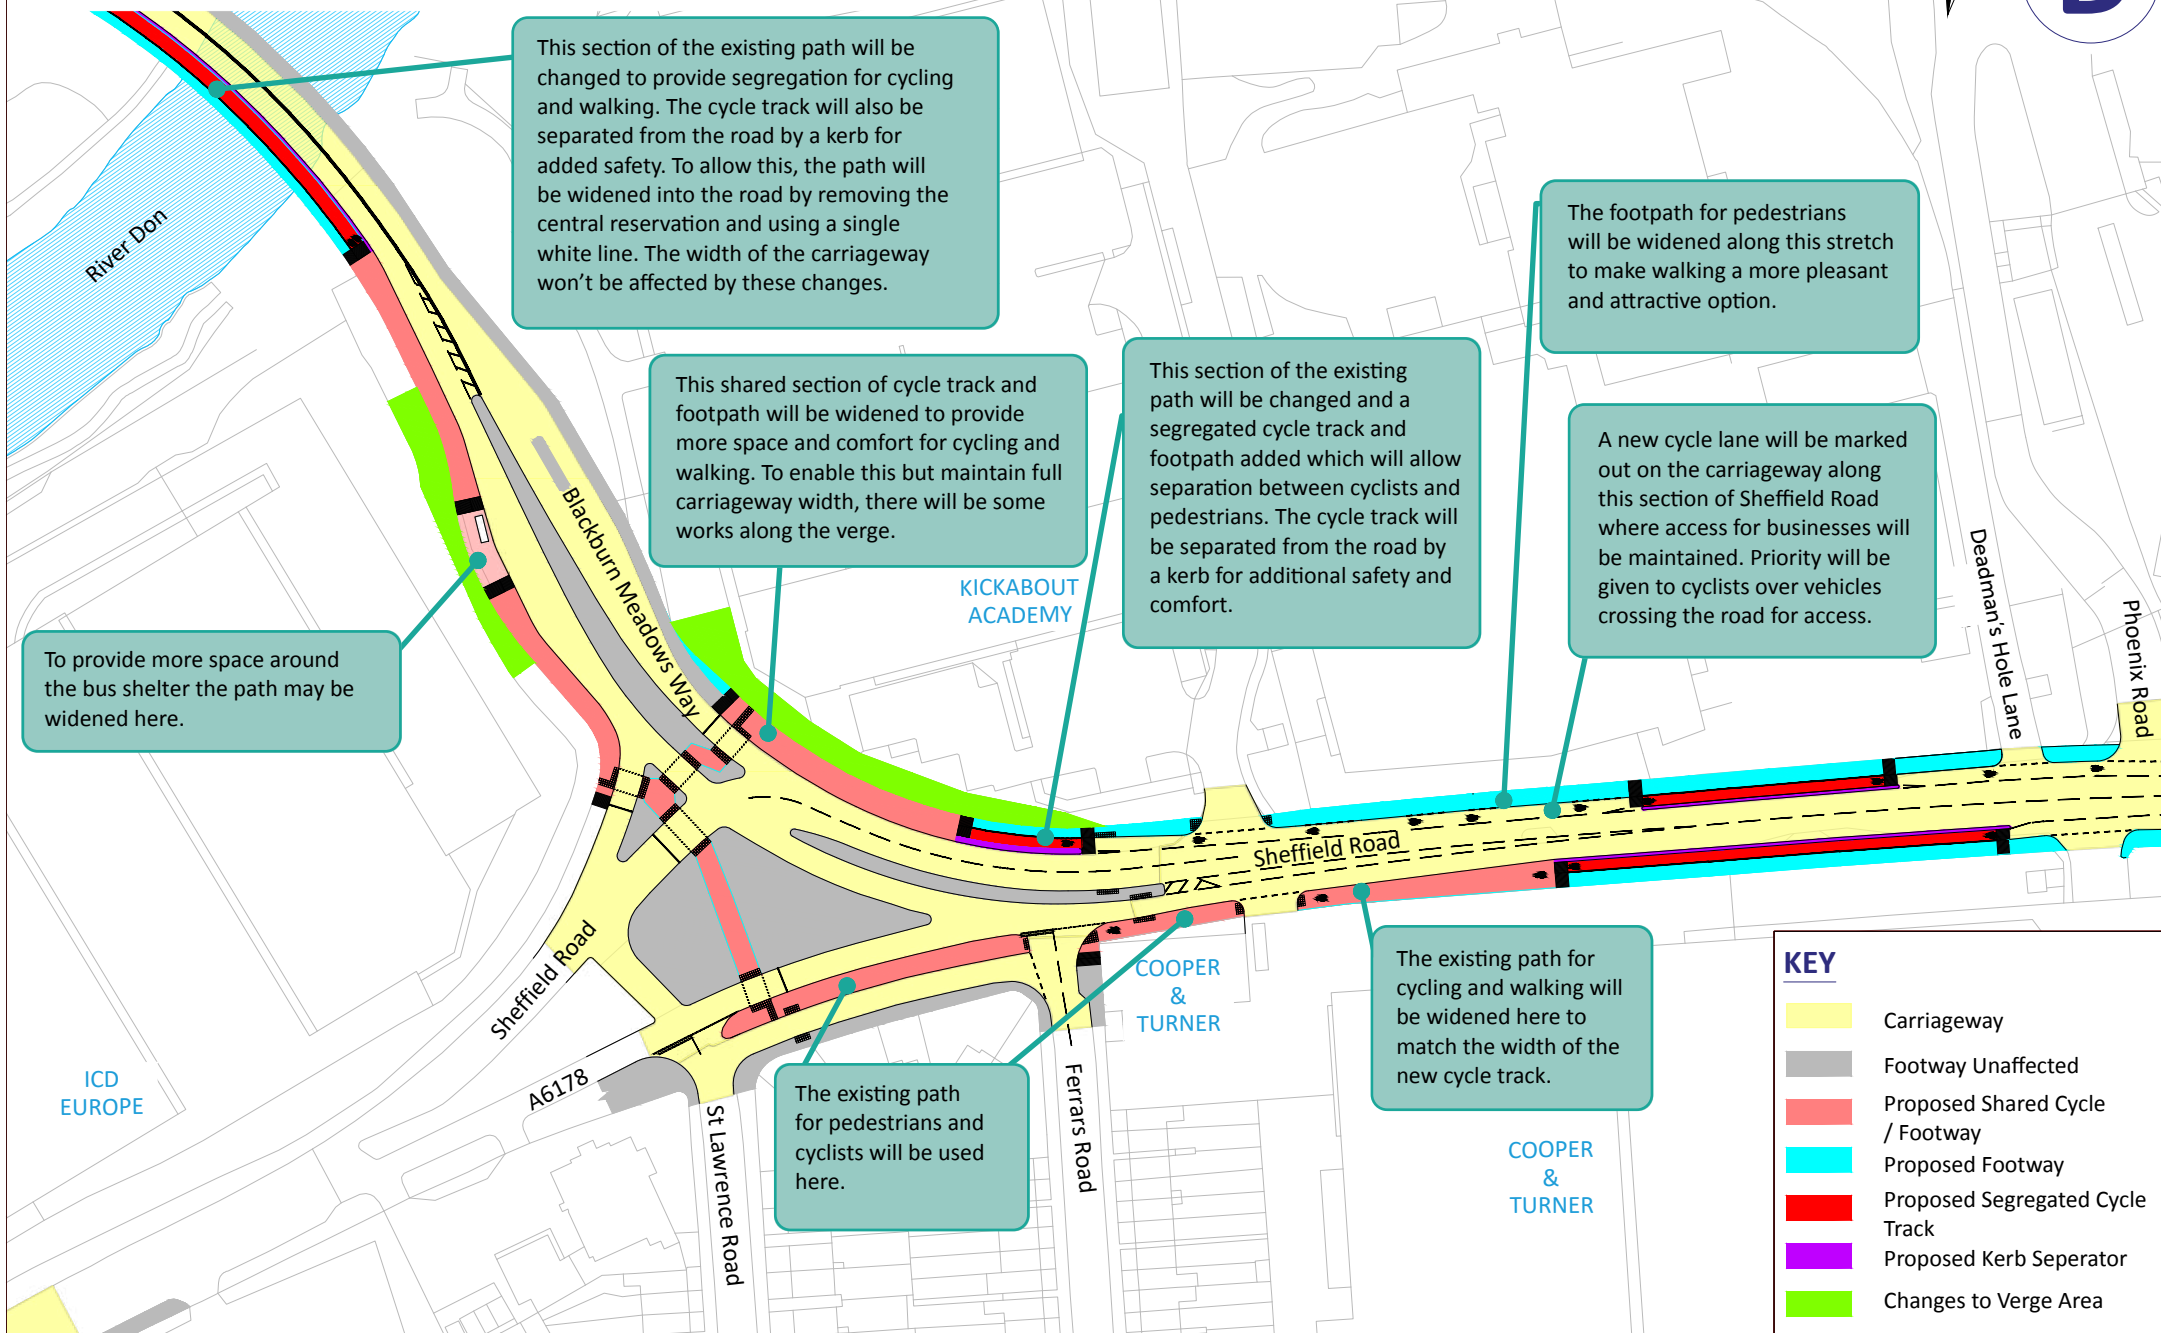 This section of the existing path will be
changed to provide segregation for cycling
and walking. The cycle track will also be
separated from the road by a kerb for
added safety. To allow this, the path will
be widened into the road by removing the
central reservation and using a single
white line. The width of the carriageway
won't be affected by these changes.
The footpath for pedestrians
will be widened along this stretch
to make walking a more pleasant
and attractive option.
River Don
This shared section of cycle track and
footpath will be widened to provide
more space and comfort for cycling and
walking. To enable this but maintain full
carriageway width, there will be some
works along the verge.
This section of the existing
path will be changed and a
segregated cycle track and
footpath added which will allow
separation between cyclists and
pedestrians. The cycle track will
be separated from the road by
a kerb for additional safety and
comfort.
A new cycle lane will be marked
out on the carriageway along
this section of Sheffield Road
where access for businesses will
be maintained. Priority will be
given to cyclists over vehicles
crossing the road for access.
Blackburn Meadows Way
KICKABOUT
ACADEMY
Deadman's Hole Lane
Phoenix Road
To provide more space around
the bus shelter the path may be
widened here.
Sheffield Road
Sheffield Road
COOPER
&
TURNER
The existing path for
cycling and walking will
be widened here to
match the width of the
new cycle track.
ICD
EUROPE
A6178
St Lawrence Road
The existing path
for pedestrians and
cyclists will be used
here.
Ferrars Road
COOPER
&
TURNER
KEY
Carriageway
Footway Unaffected
Proposed Shared Cycle
/ Footway
Proposed Footway
Proposed Segregated Cycle
Track
Proposed Kerb Seperator
Changes to Verge Area